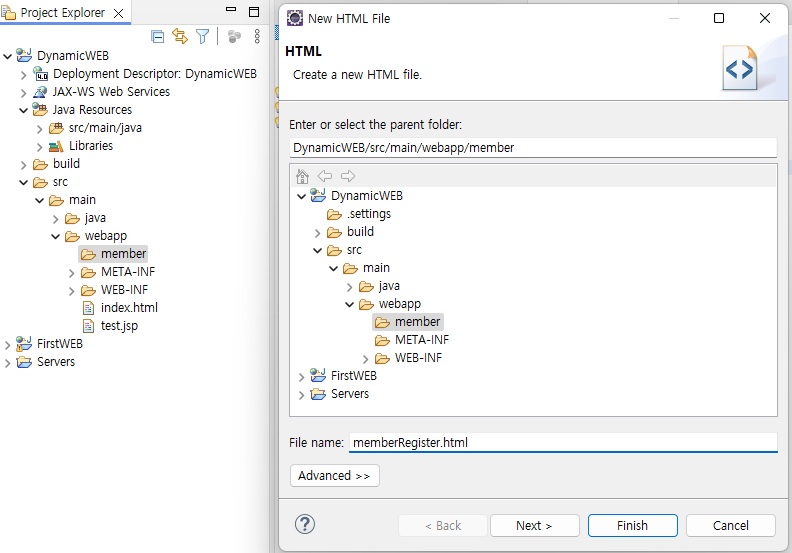 Project Explorer
DynamicWEB
Deployment Descriptor: DynamicWEB
JAX-WS Web Services
Java Resources
src/main/java
Libraries
build
src
main
java
webapp
member
META-INF
WEB-INF
index.html
test.jsp
FirstWEB
Servers
New HTML File
HTML
Create a new HTML file.
Enter or select the parent folder:
DynamicWEB/src/main/webapp/member
DynamicWEB
.settings
build
src
main
java
webapp
member
META-INF
WEB-INF
FirstWEB
Servers
File name: memberRegister.html
Advanced >>
< Back Next > Finish Cancel